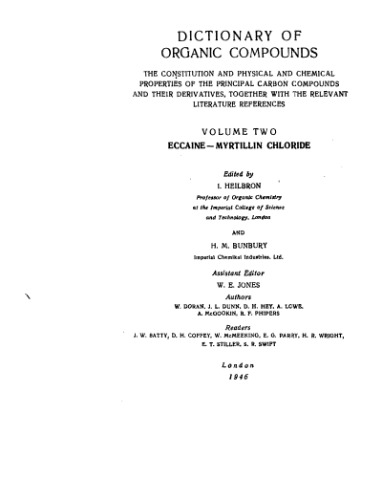 DICTIONARY OF
ORGANIC COMPOUNDS
THE CONSTITUTION AND PHYSICAL AND CHEMICAL
PROPERTIES OF THE PRINCIPAL CARBON COMPOUNDS
AND THEIR DERIVATIVES, TOGETHER WITH THE RELEVANT
LITERATURE REFERENCES
VOLUME TWO
ECCAINE—MYRTILLIN CHLORIDE
Edited by
I. HEILBRON
Professor of Organic Chemistry
at the Imperial College of Science
and Technology, London
AND
H. M. BUNBURY
Imperial Chemical Industries, Ltd.
Assistant Editor
W. E. JONES
Authors
W. DORAN, J. L. DUNN, D. H. HEY, A. LOWE,
A. McGOOKIN, R. F. PHIPERS
Readers
J. W. BATTY, D. H. COFFEY, W. McMEEKING, E. G. PARRY, H. R. WRIGHT,
E. T. STILLER, S. R. SWIFT
London
1946